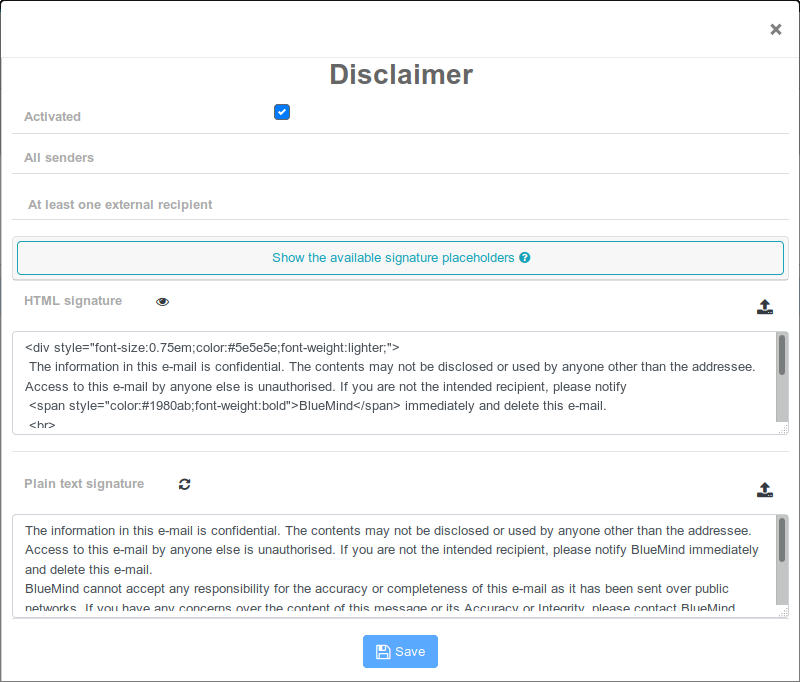 ×
Disclaimer
Activated
All senders
At least one external recipient
Show the available signature placeholders ?
HTML signature
<div style="font-size:0.75em;color:#5e5e5e;font-weight:lighter;">
The information in this e-mail is confidential. The contents may not be disclosed or used by anyone other than the addressee.
Access to this e-mail by anyone else is unauthorised. If you are not the intended recipient, please notify
<span style="color:#1980ab;font-weight:bold">BlueMind</span> immediately and delete this e-mail.
<br>
Plain text signature
The information in this e-mail is confidential. The contents may not be disclosed or used by anyone other than the addressee.
Access to this e-mail by anyone else is unauthorised. If you are not the intended recipient, please notify BlueMind immediately
and delete this e-mail.
BlueMind cannot accept any responsibility for the accuracy or completeness of this e-mail as it has been sent over public
networks. If you have any concerns over the content of this message or its Accuracy or Integrity, please contact BlueMind
Save